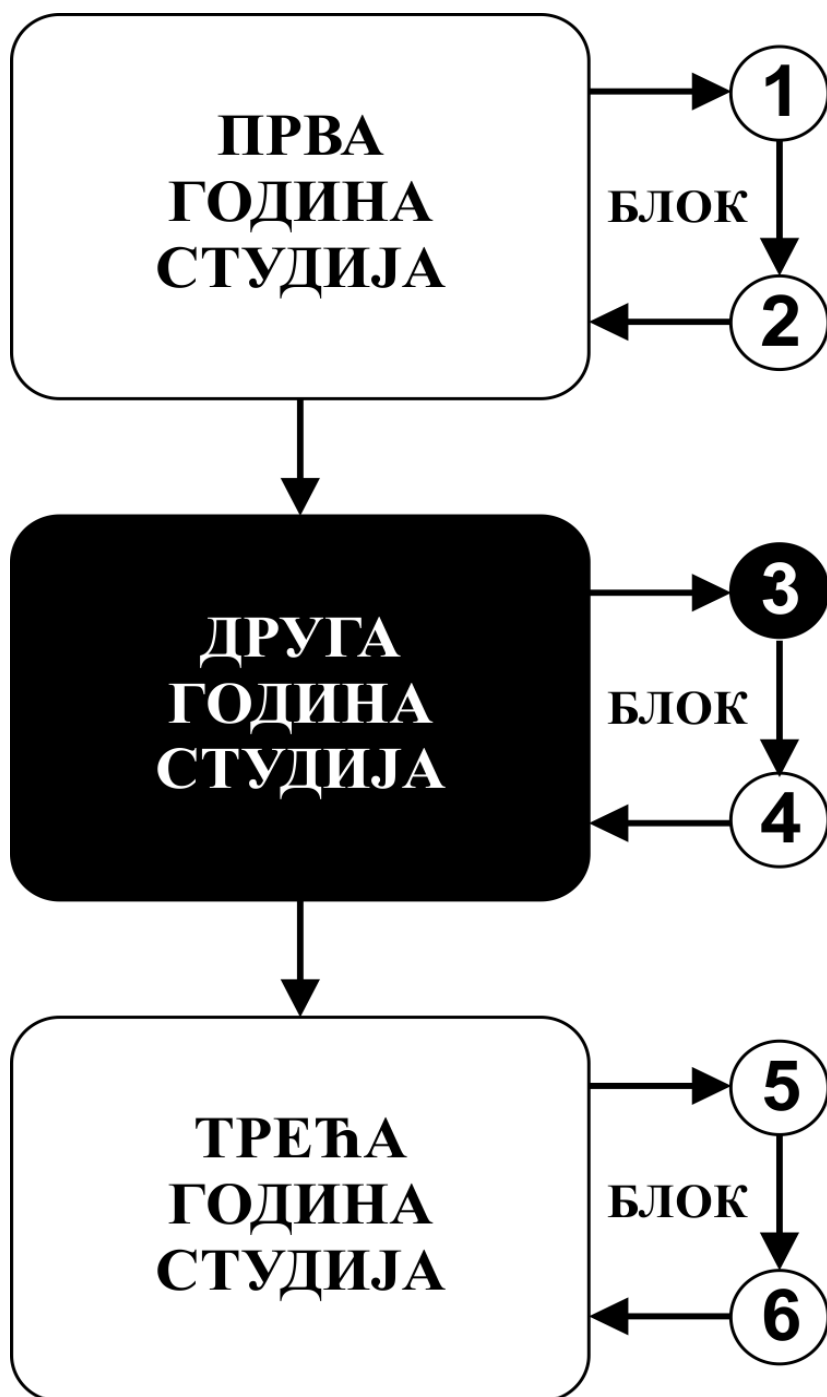 ПРВА
ГОДИНА
СТУДИЈА
1
БЛОК
2
ДРУГА
ГОДИНА
СТУДИЈА
3
БЛОК
4
ТРЕЋА
ГОДИНА
СТУДИЈА
5
БЛОК
6